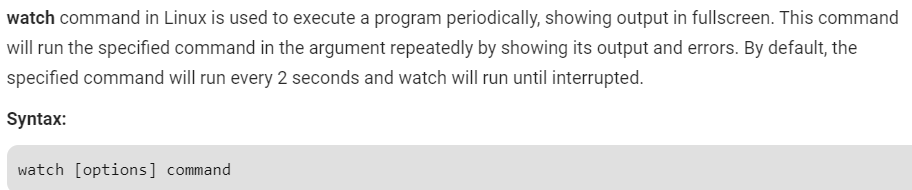 watch command in Linux is used to execute a program periodically, showing output in fullscreen. This command
will run the specified command in the argument repeatedly by showing its output and errors. By default, the
specified command will run every 2 seconds and watch will run until interrupted.
Syntax:
watch [options] command